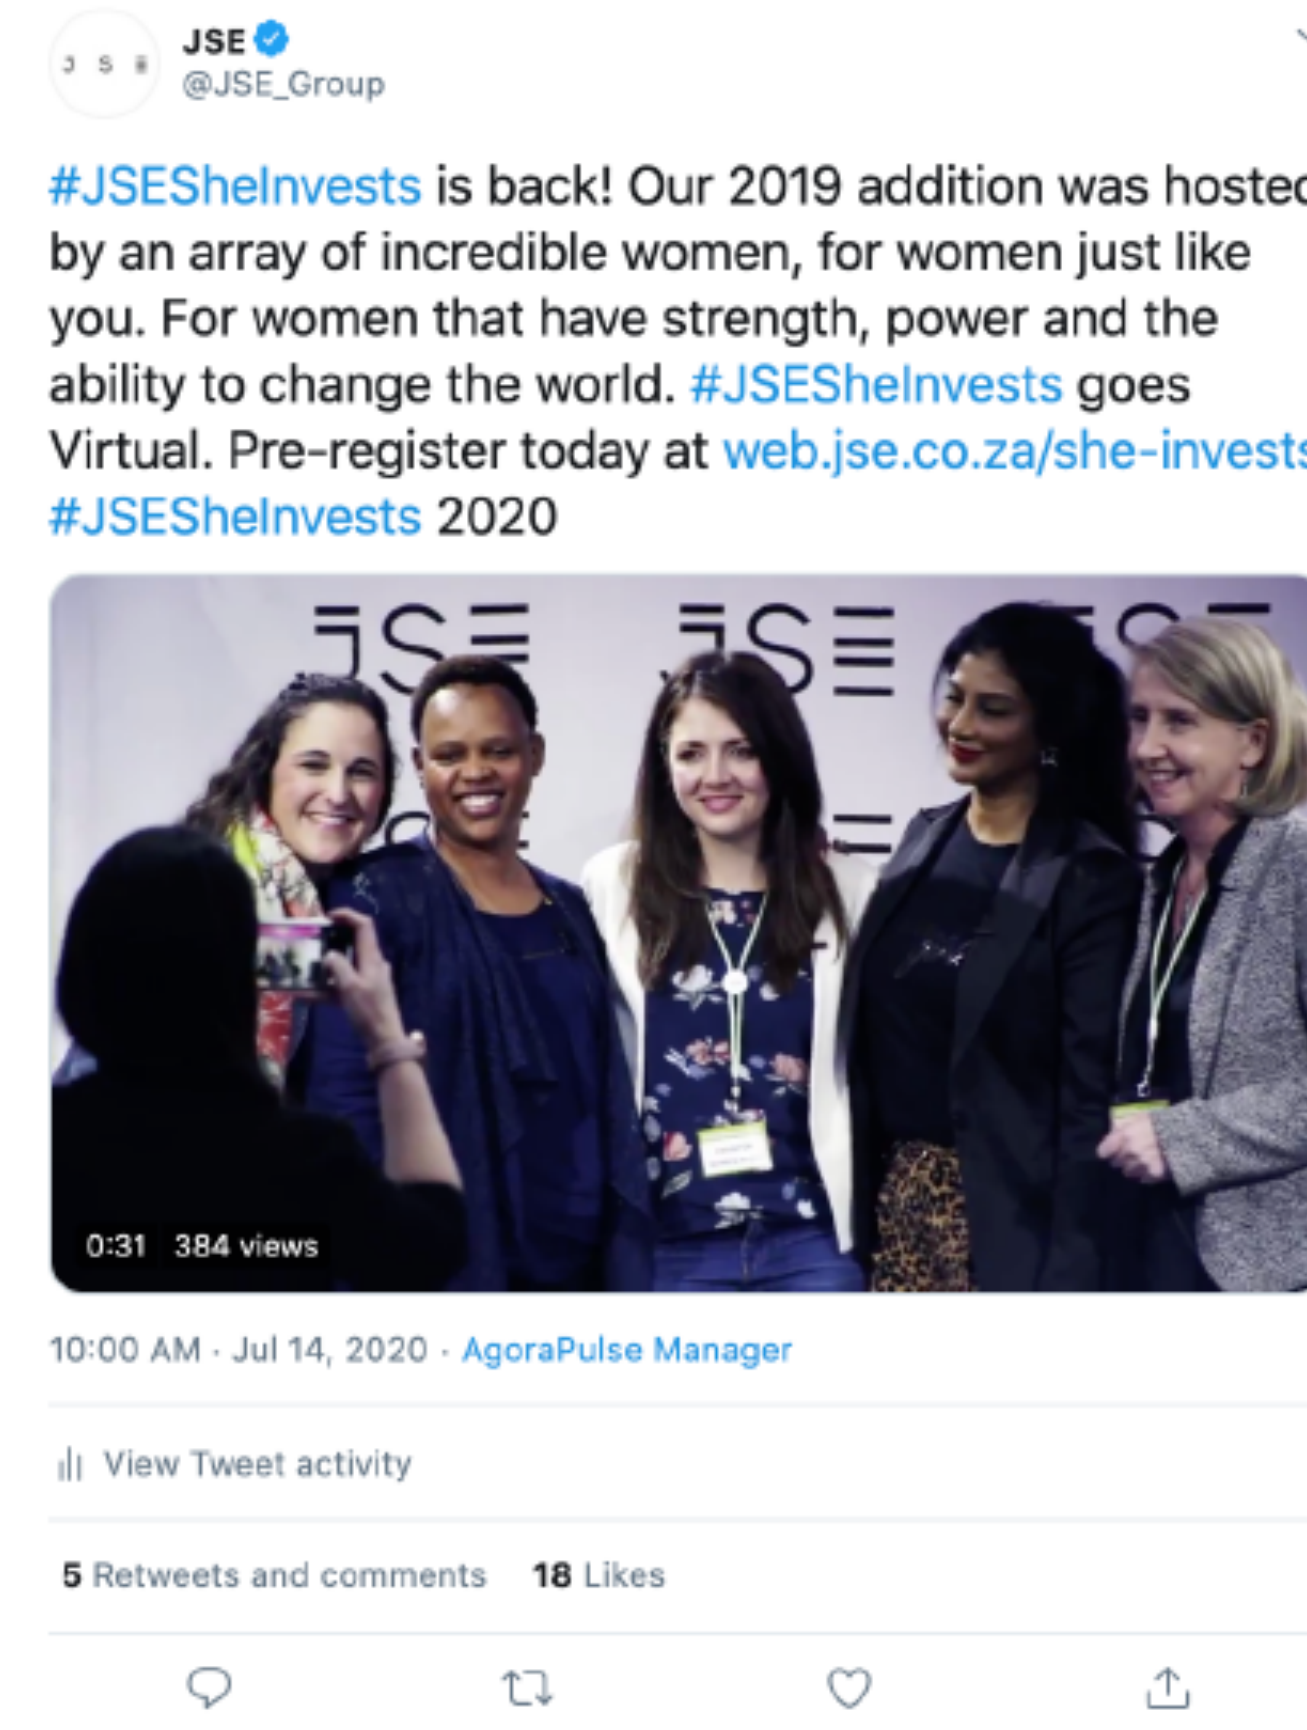 J S E
JSE
@JSE_Group
#JSESheInvests is back! Our 2019 addition was hosted
by an array of incredible women, for women just like
you. For women that have strength, power and the
ability to change the world. #JSESheInvests goes
Virtual. Pre-register today at web.jse.co.za/she-invests
#JSESheInvests 2020
JSE JSE JSE
0:31 384 views
10:00 AM · Jul 14, 2020 · AgoraPulse Manager
View Tweet activity
5 Retweets and comments 18 Likes